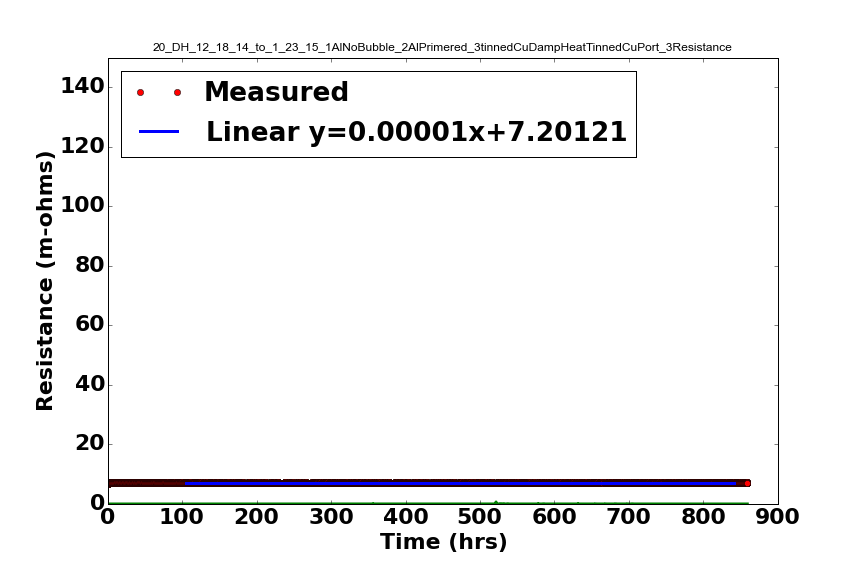 20_DH_12_18_14_to_1_23_15_1AlNoBubble_2AlPrimered_3tinnedCuDampHeatTinnedCuPort_3Resistance
Measured
Linear y=0.00001x+7.20121
Resistance (m-ohms)
140
120
100
80
60
40
20
0
0 100 200 300 400 500 600 700 800 900
Time (hrs)